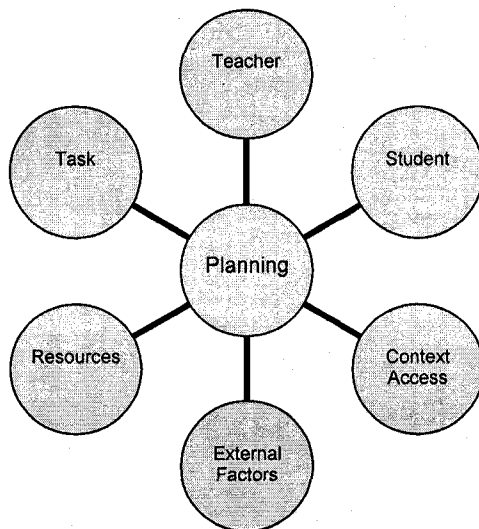 Teacher
Task
Student
Planning
Resources
Context
Access
External
Factors